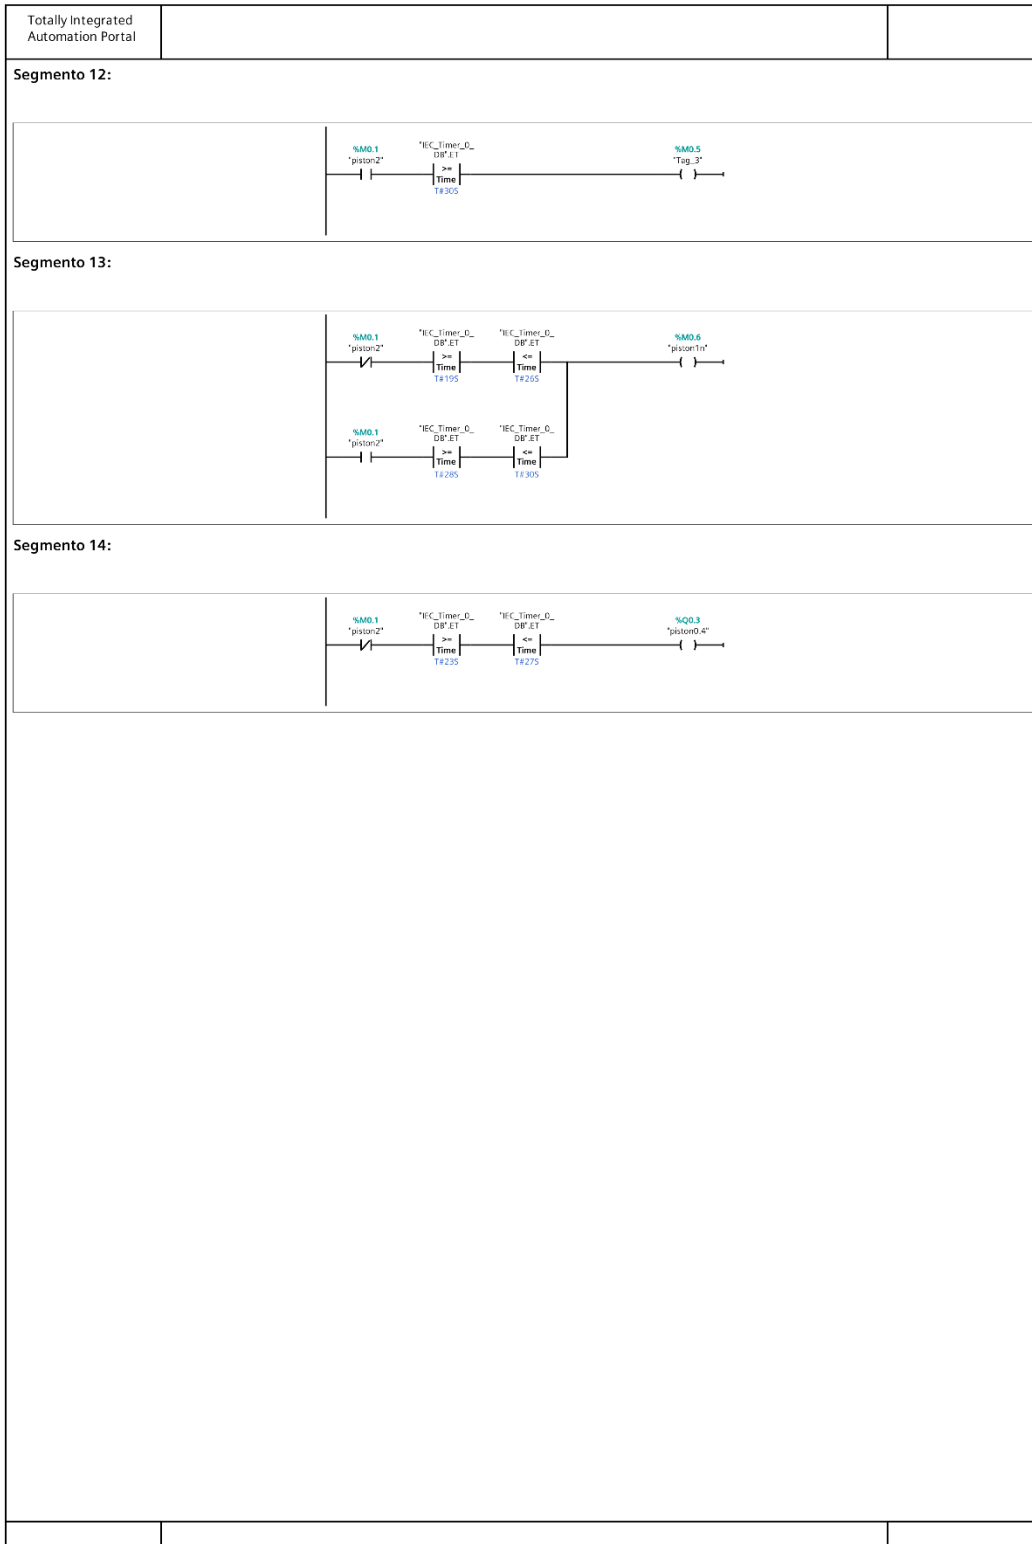 Totally Integrated
Automation Portal
Segmento 12:
%M0.1
"piston2"
"IEC_Timer_0_
DB".ET
>=
Time
T#30S
%M0.5
"Tag_3"
Segmento 13:
%M0.1
"piston2"
"IEC_Timer_0_
DB".ET
>=
Time
T#19S
"IEC_Timer_0_
DB".ET
<=
Time
T#26S
%M0.6
"piston1n"
%M0.1
"piston2"
"IEC_Timer_0_
DB".ET
>=
Time
T#28S
"IEC_Timer_0_
DB".ET
<=
Time
T#30S
Segmento 14:
%M0.1
"piston2"
"IEC_Timer_0_
DB".ET
>=
Time
T#23S
"IEC_Timer_0_
DB".ET
<=
Time
T#27S
%Q0.3
"piston0.4"